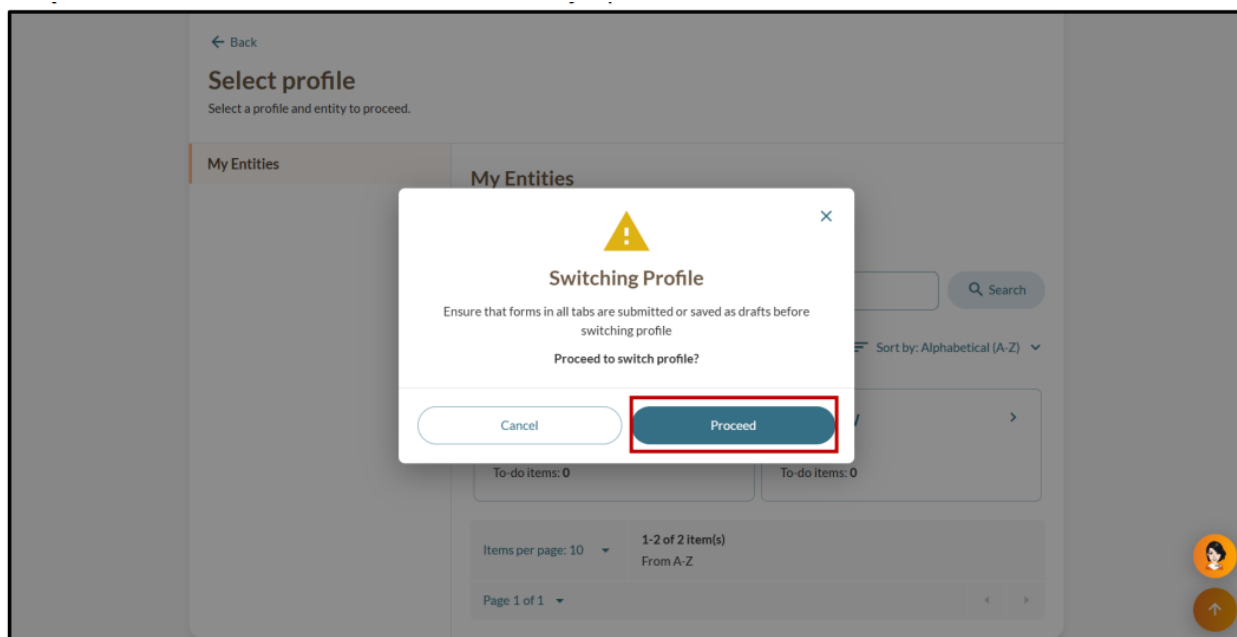 Back
Select profile
Select a profile and entity to proceed.
My Entities
My Entities
Switching Profile
Ensure that forms in all tabs are submitted or saved as drafts before
switching profile
Proceed to switch profile?
Cancel
Proceed
Search
Sort by: Alphabetical (A-Z)
To-do items: 0
To-do items: 0
Items per page: 10
1-2 of 2 item(s)
From A-Z
Page 1 of 1